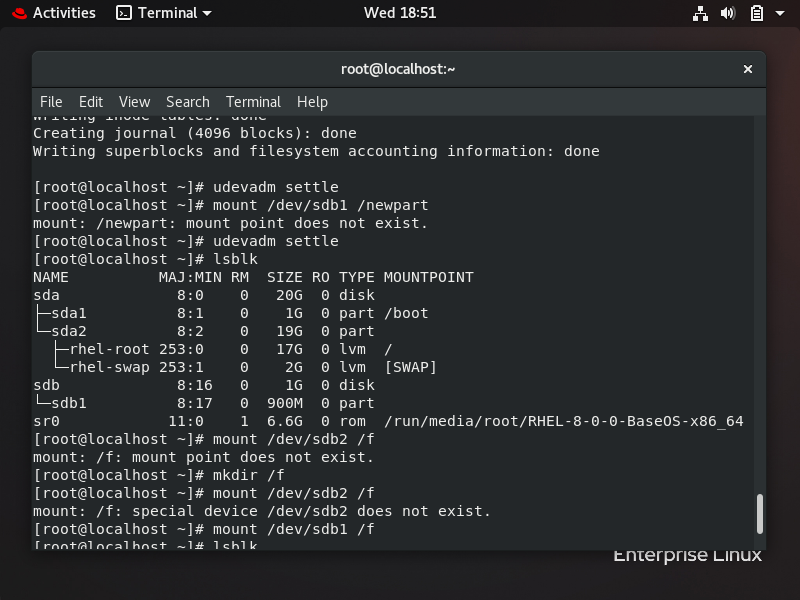 Activities Terminal Wed 18:51
root@localhost:~
File Edit View Search Terminal Help
Writing inode tables: done
Creating journal (4096 blocks): done
Writing superblocks and filesystem accounting information: done
[root@localhost ~]# udevadm settle
[root@localhost ~]# mount /dev/sdb1 /newpart
mount: /newpart: mount point does not exist.
[root@localhost ~]# udevadm settle
[root@localhost ~]# lsblk
NAME MAJ:MIN RM SIZE RO TYPE MOUNTPOINT
sda 8:0 0 20G 0 disk
├─sda1 8:1 0 1G 0 part /boot
└─sda2 8:2 0 19G 0 part
├─rhel-root 253:0 0 17G 0 lvm /
└─rhel-swap 253:1 0 2G 0 lvm [SWAP]
sdb 8:16 0 1G 0 disk
└─sdb1 8:17 0 900M 0 part
sr0 11:0 1 6.6G 0 rom /run/media/root/RHEL-8-0-0-BaseOS-x86_64
[root@localhost ~]# mount /dev/sdb2 /f
mount: /f: mount point does not exist.
[root@localhost ~]# mkdir /f
[root@localhost ~]# mount /dev/sdb2 /f
mount: /f: special device /dev/sdb2 does not exist.
[root@localhost ~]# mount /dev/sdb1 /f
[root@localhost ~]# lsblk
Enterprise Linux